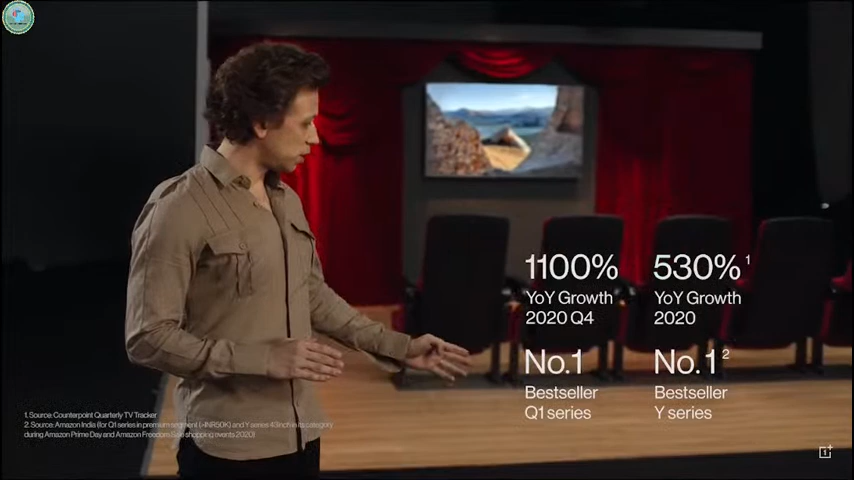 1100%
YoY Growth
2020 Q4
530%1
YoY Growth
2020
No.1
Bestseller
Q1 series
No.12
Bestseller
Y series
1. Source: Counterpoint Quarterly TV Tracker
2. Source: Amazon India (for Q1 series in premium segment (>INR50K) and Y series 43inch in its category
during Amazon Prime Day and Amazon Freedom Sale shopping events 2020)